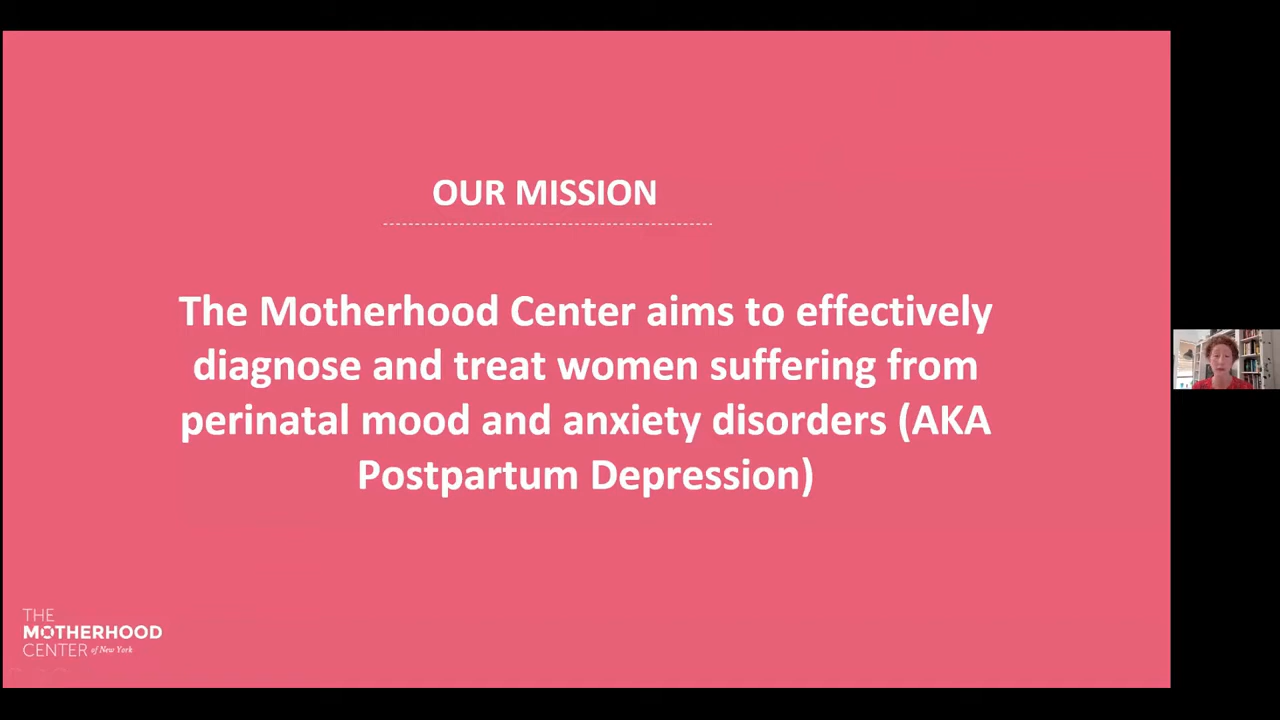 OUR MISSION
The Motherhood Center aims to effectively
diagnose and treat women suffering from
perinatal mood and anxiety disorders (AKA
Postpartum Depression)
THE
MOTHERHOOD
CENTER of New York